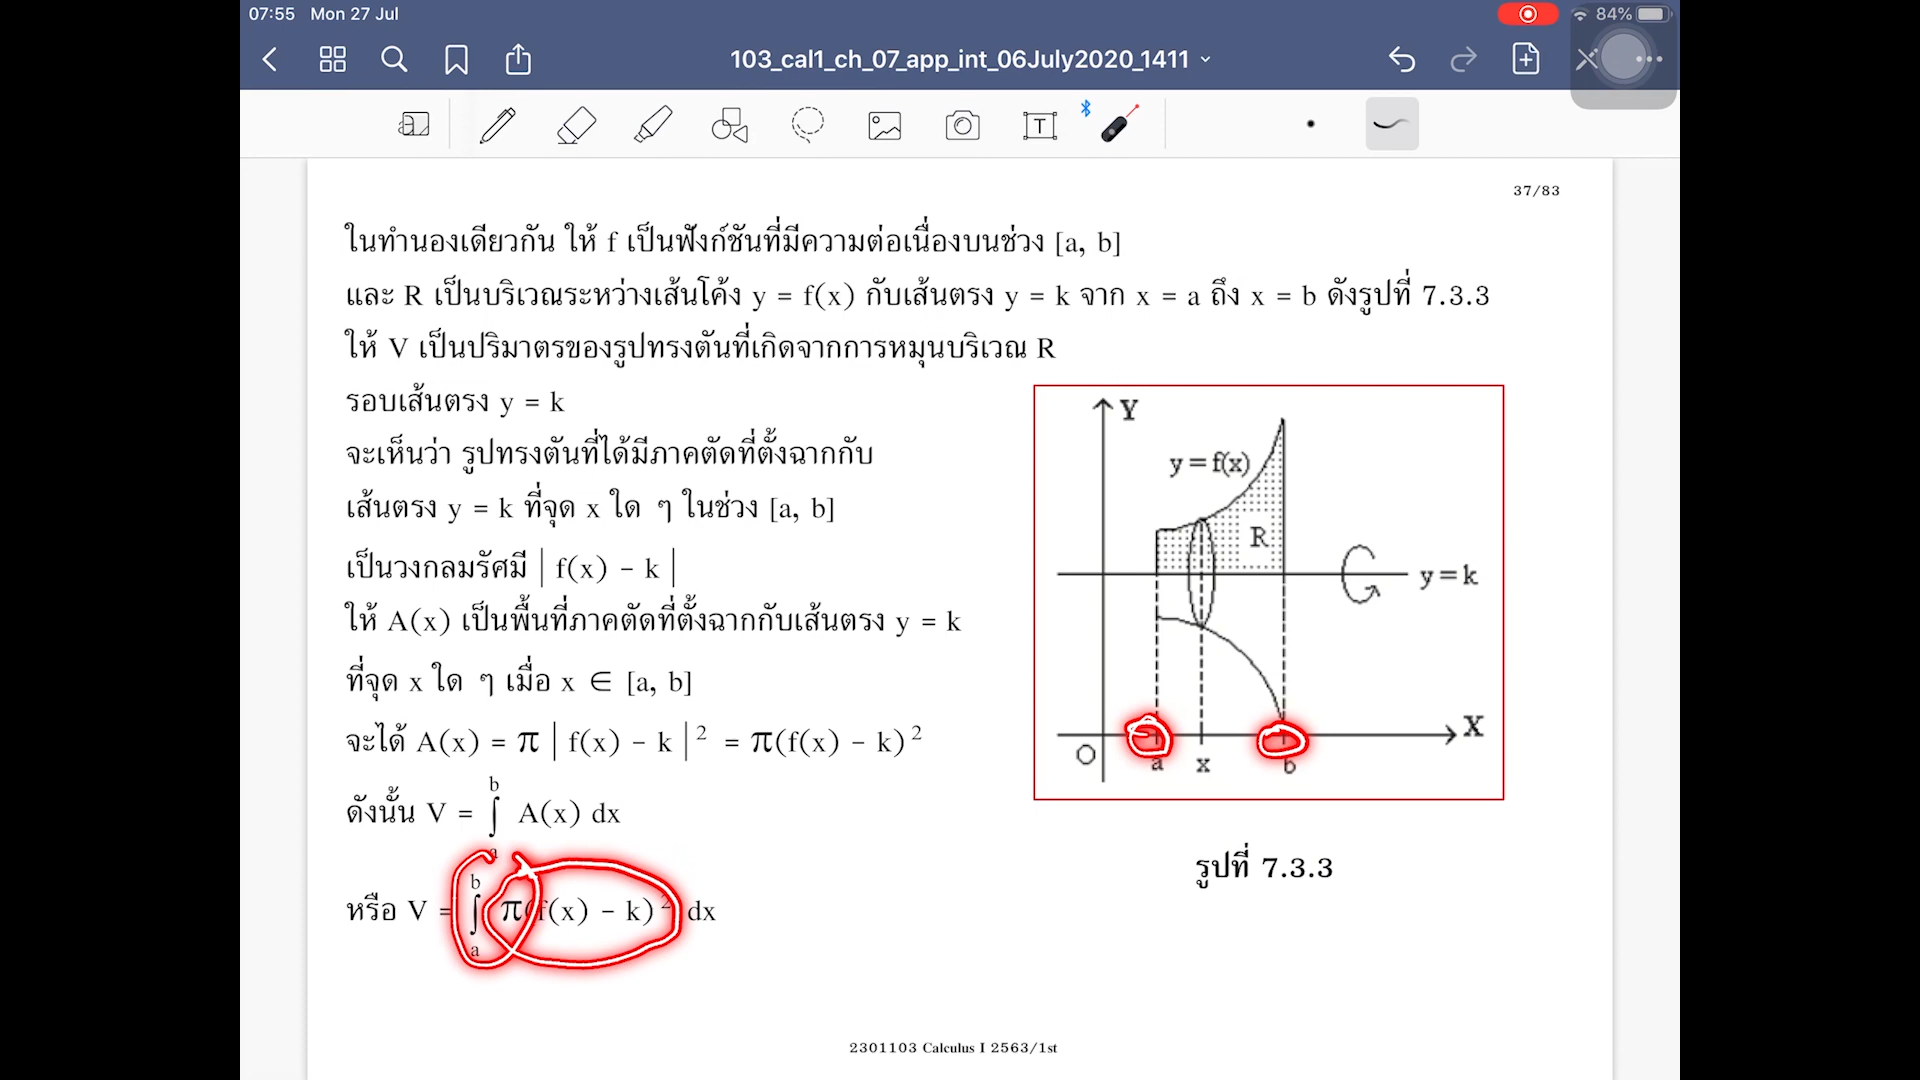 07:55 Mon 27 Jul
84%
103_cal1_ch_07_app_int_06July2020_1411
37/83
ในทำนองเดียวกัน ให้ f เป็นฟังก์ชันที่มีความต่อเนื่องบนช่วง [a, b]
และ R เป็นบริเวณระหว่างเส้นโค้ง y = f(x) กับเส้นตรง y = k จาก x = a ถึง x = b ดังรูปที่ 7.3.3
ให้ V เป็นปริมาตรของรูปทรงตันที่เกิดจากการหมุนบริเวณ R
รอบเส้นตรง y = k
จะเห็นว่า รูปทรงตันที่ได้มีภาคตัดที่ตั้งฉากกับ
เส้นตรง y = k ที่จุด x ใด ๆ ในช่วง [a, b]
เป็นวงกลมรัศมี | f(x) − k |
ให้ A(x) เป็นพื้นที่ภาคตัดที่ตั้งฉากกับเส้นตรง y = k
ที่จุด x ใด ๆ เมื่อ x ∈ [a, b]
จะได้ A(x) = π | f(x) − k |² = π(f(x) − k)²
ดังนั้น V = ∫ₐᵇ A(x) dx
หรือ V = ∫ₐᵇ π(f(x) − k)² dx
Y
y = f(x)
R
y = k
X
O a x b
รูปที่ 7.3.3
2301103 Calculus I 2563/1st